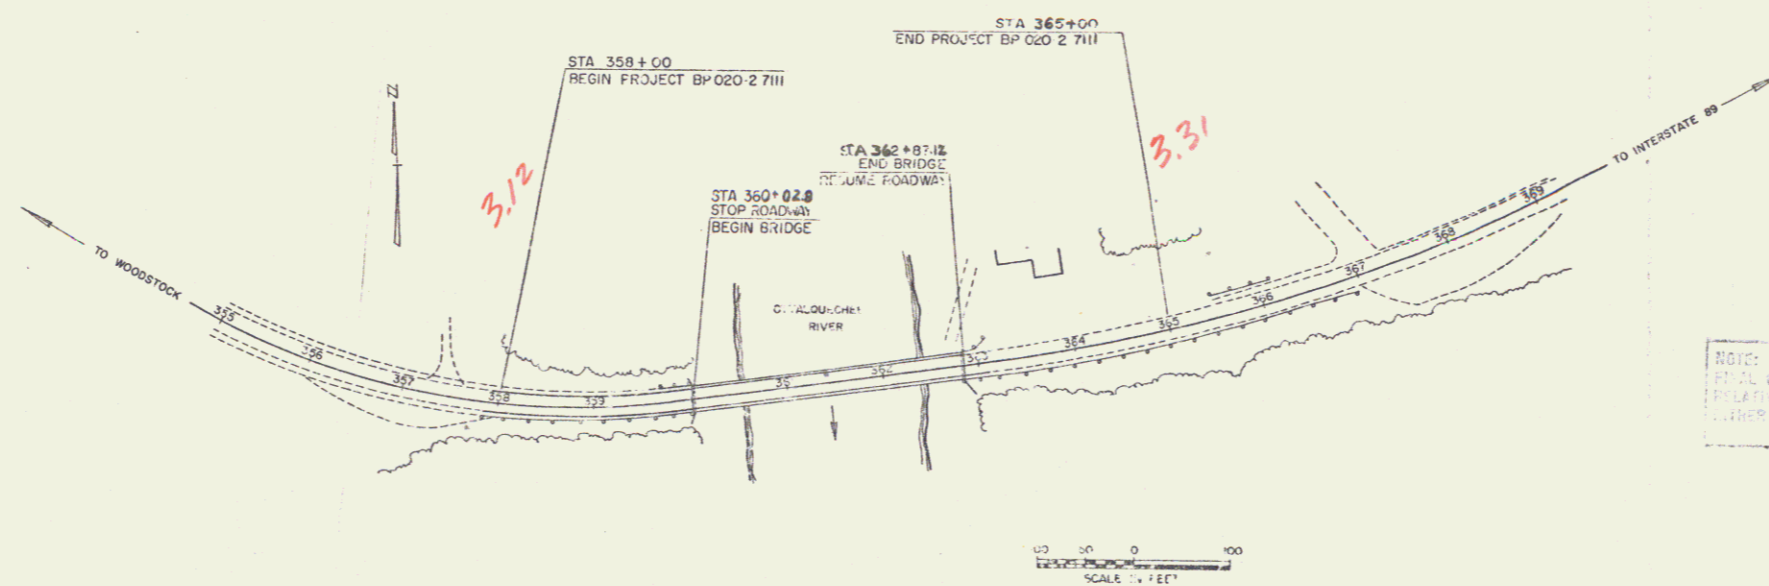 STA 365+00
END PROJECT BP 020 2 7111
STA 358+00
BEGIN PROJECT BP 020-2 7111
N
3.12
3.31
STA 362+87.12
END BRIDGE
RESUME ROADWAY
STA 360+02.8
STOP ROADWAY
BEGIN BRIDGE
TO INTERSTATE 89
TO WOODSTOCK
RIVER
355
356
357
358
359
362
364
365
366
367
368
369
NOTE:
50 0 100
SCALE FEET